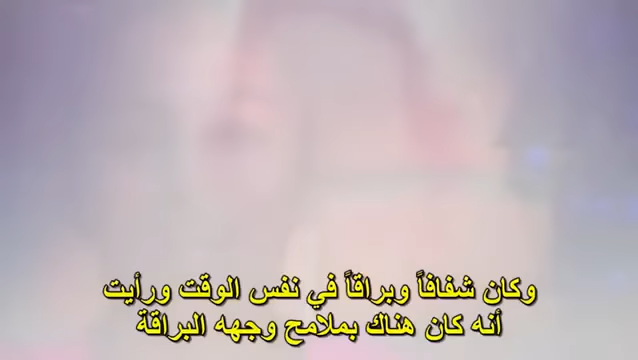 وكان شفافاً وبراقاً في نفس الوقت ورأيت
أنه كان هناك بملامح وجهه البراقة